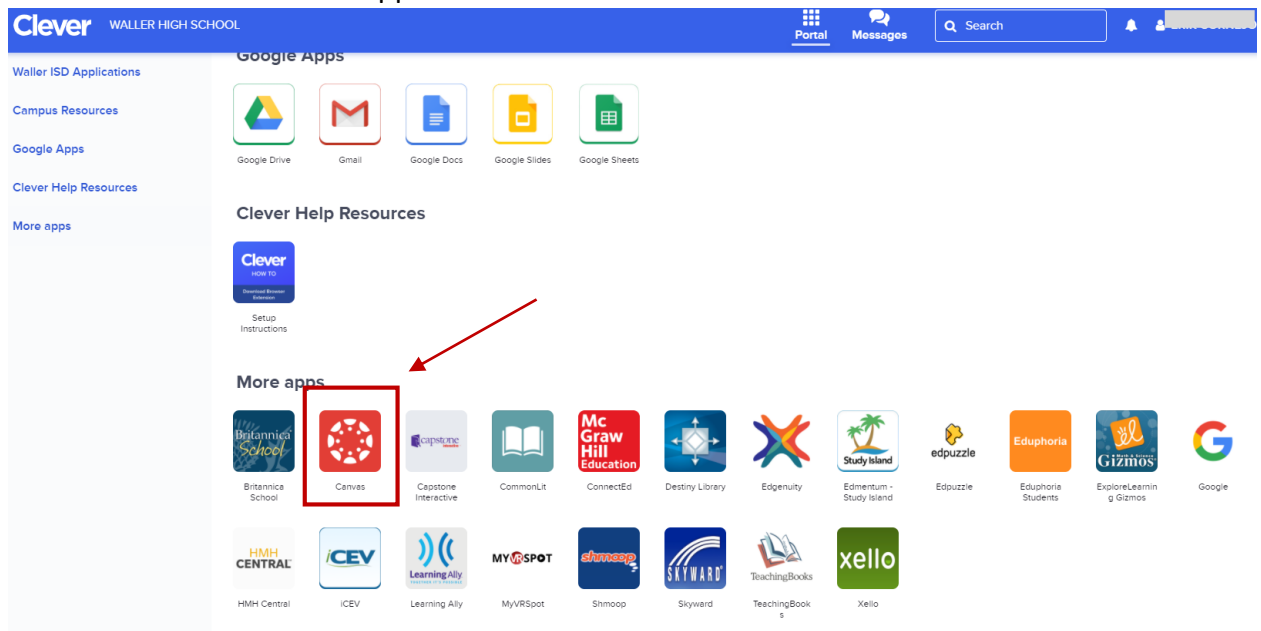 Clever WALLER HIGH SCHOOL Portal Messages Search
Waller ISD Applications
Campus Resources
Google Apps
Clever Help Resources
More apps
Google Apps
Google Drive Gmail Google Docs Google Slides Google Sheets
Clever Help Resources
Clever
HOW TO
Download Browser
Extension
Setup
Instructions
More apps
Britannica
School
capstone
Mc
Graw
Hill
Education
Study Island
edpuzzle
Eduphoria
Gizmos
Britannica
School
Canvas
Capstone
Interactive
CommonLit
ConnectEd
Destiny Library
Edgenuity
Edmentum -
Study Island
Edpuzzle
Eduphoria
Students
ExploreLearnin
g Gizmos
Google
HMH
CENTRAL
iCEV
Learning Ally
MYVRSPOT
shmoop
SKYWARD
TeachingBooks
xello
HMH Central
iCEV
Learning Ally
MyVRSpot
Shmoop
Skyward
TeachingBook
s
Xello